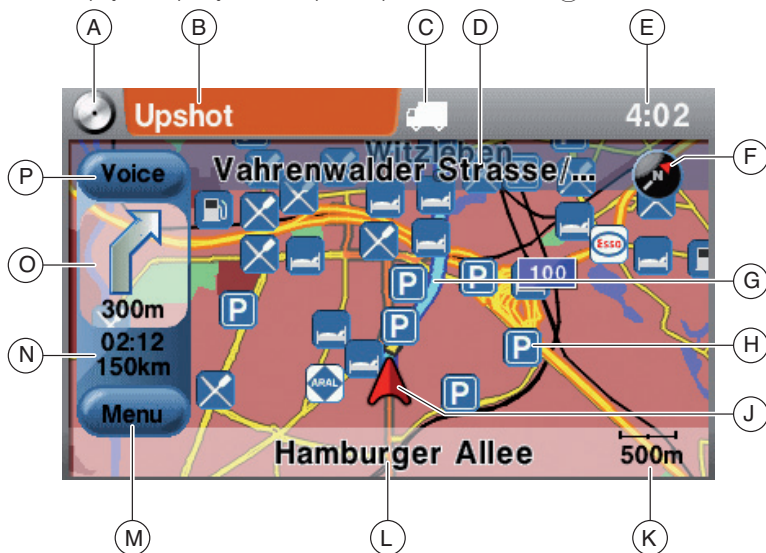 A B C D E
Upshot 4:02
Witzleben
Vahrenwalder Strasse/...
N
F
P Voice
Esso
O 100 G
300m
P P P P P P
H
N 02:12
150km
ARAL
J
Menu
Hamburger Allee 500m
M L K